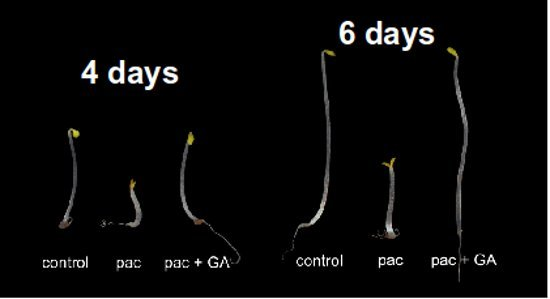 4 days
6 days
control
pac
pac + GA
control
pac
pac + GA